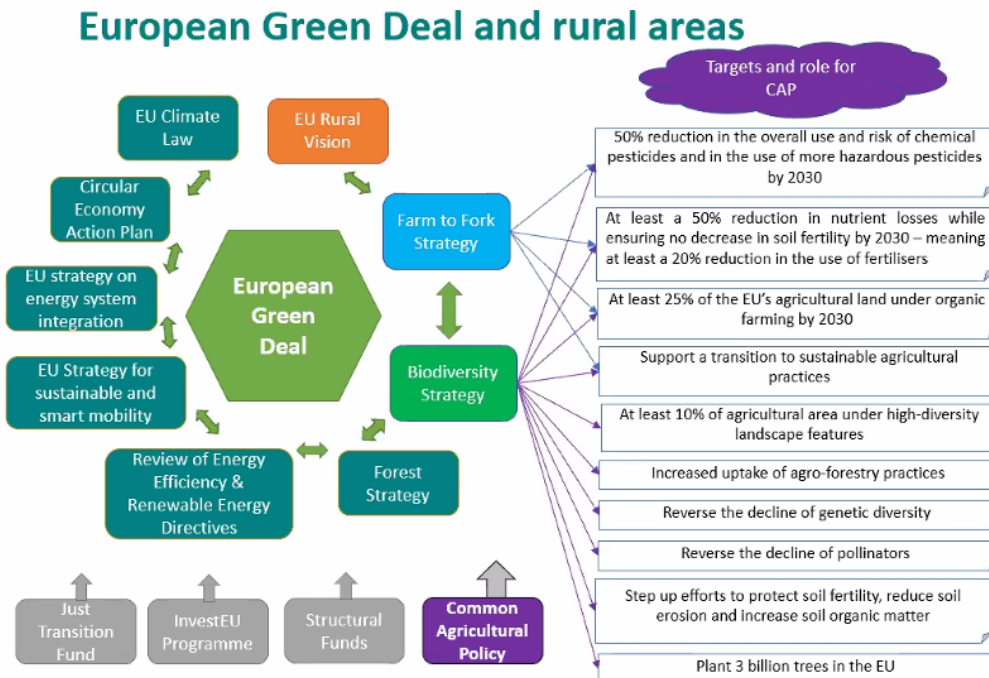 European Green Deal and rural areas
Targets and role for
CAP
EU Climate
Law
EU Rural
Vision
Circular
Economy
Action Plan
Farm to Fork
Strategy
EU strategy on
energy system
integration
European
Green
Deal
EU Strategy for
sustainable and
smart mobility
Biodiversity
Strategy
Review of Energy
Efficiency &
Renewable Energy
Directives
Forest
Strategy
Just
Transition
Fund
InvestEU
Programme
Structural
Funds
Common
Agricultural
Policy
50% reduction in the overall use and risk of chemical
pesticides and in the use of more hazardous pesticides
by 2030
At least a 50% reduction in nutrient losses while
ensuring no decrease in soil fertility by 2030 – meaning
at least a 20% reduction in the use of fertilisers
At least 25% of the EU’s agricultural land under organic
farming by 2030
Support a transition to sustainable agricultural
practices
At least 10% of agricultural area under high-diversity
landscape features
Increased uptake of agro-forestry practices
Reverse the decline of genetic diversity
Reverse the decline of pollinators
Step up efforts to protect soil fertility, reduce soil
erosion and increase soil organic matter
Plant 3 billion trees in the EU